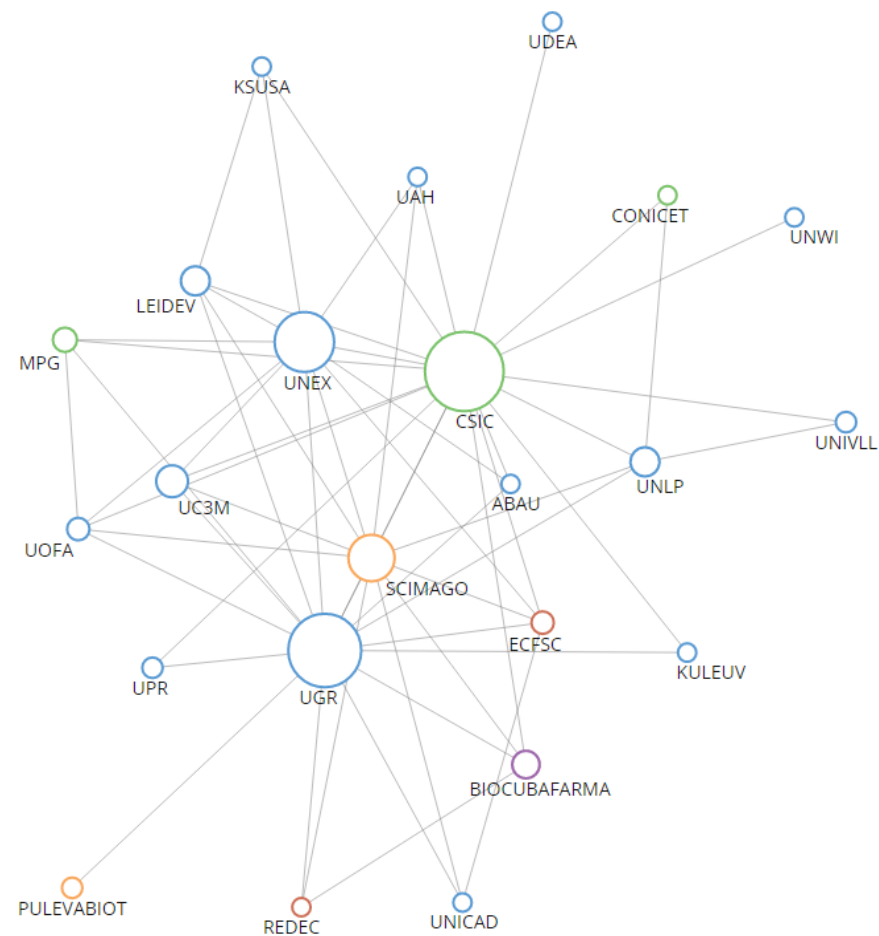 UDEA
KSUSA
UAH
CONICET
UNWI
LEIDEV
MPG
UNEX
CSIC
UNIVLL
UNLP
UC3M
ABAU
UOFA
SCIMAGO
ECFSC
KULEUV
UPR
UGR
BIOCUBAFARMA
PULEVABIOT
UNICAD
REDEC